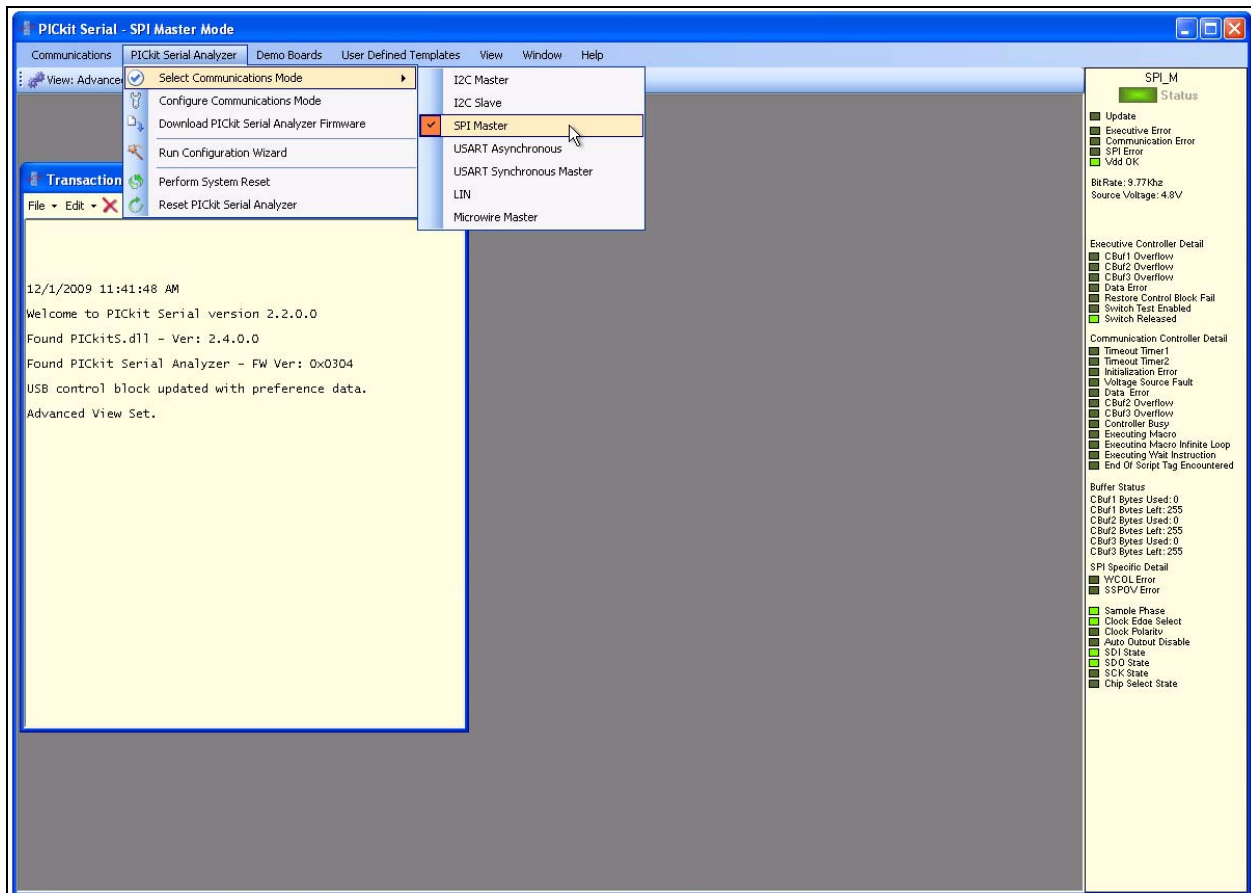 PICkit Serial - SPI Master Mode
Communications PICkit Serial Analyzer Demo Boards User Defined Templates View Window Help
View: Advance
Select Communications Mode
Configure Communications Mode
Download PICkit Serial Analyzer Firmware
Run Configuration Wizard
Perform System Reset
Reset PICkit Serial Analyzer
I2C Master
I2C Slave
SPI Master
USART Asynchronous
USART Synchronous Master
LIN
Microwire Master
Transaction
File Edit
12/1/2009 11:41:48 AM
Welcome to PICkit Serial version 2.2.0.0
Found PICkitS.dll - Ver: 2.4.0.0
Found PICkit Serial Analyzer - FW Ver: 0x0304
USB control block updated with preference data.
Advanced View Set.
SPI_M
Status
Update
Executive Error
Communication Error
SPI Error
Vdd OK
BitRate: 9.77Khz
Source Voltage: 4.8V
Executive Controller Detail
CBuf1 Overflow
CBuf2 Overflow
CBuf3 Overflow
Data Error
Restore Control Block Fail
Switch Test Enabled
Switch Released
Communication Controller Detail
Timeout Timer1
Timeout Timer2
Initialization Error
Voltage Source Fault
Data Error
CBuf2 Overflow
CBuf3 Overflow
Controller Busy
Executing Macro
Executing Macro Infinite Loop
Executing Wait Instruction
End Of Script Tag Encountered
Buffer Status
CBuf1 Bytes Used: 0
CBuf1 Bytes Left: 255
CBuf2 Bytes Used: 0
CBuf2 Bytes Left: 255
CBuf3 Bytes Used: 0
CBuf3 Bytes Left: 255
SPI Specific Detail
WCOL Error
SSPOV Error
Sample Phase
Clock Edge Select
Clock Polarity
Auto Output Disable
SDI State
SDO State
SCK State
Chip Select State